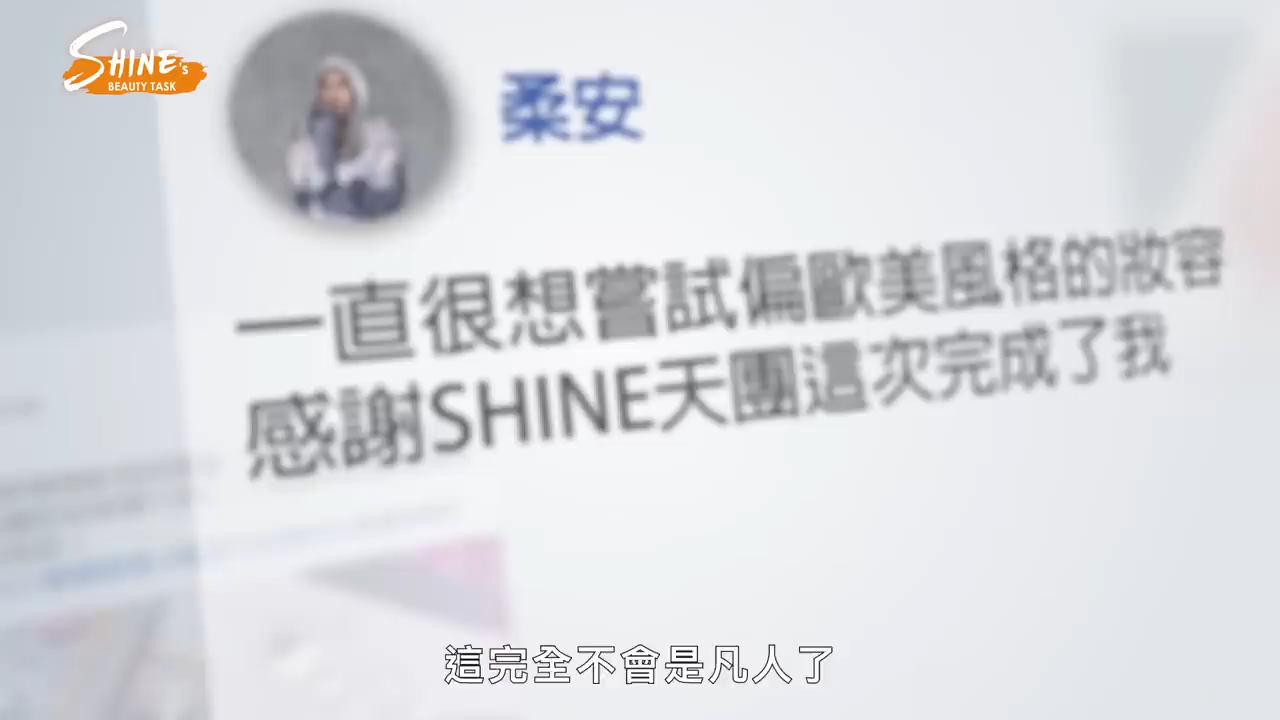 SHINE's
BEAUTY TASK
柔安
一直很想嘗試偏歐美風格的妝容
感謝SHINE天團這次完成了我
這完全不會是凡人了